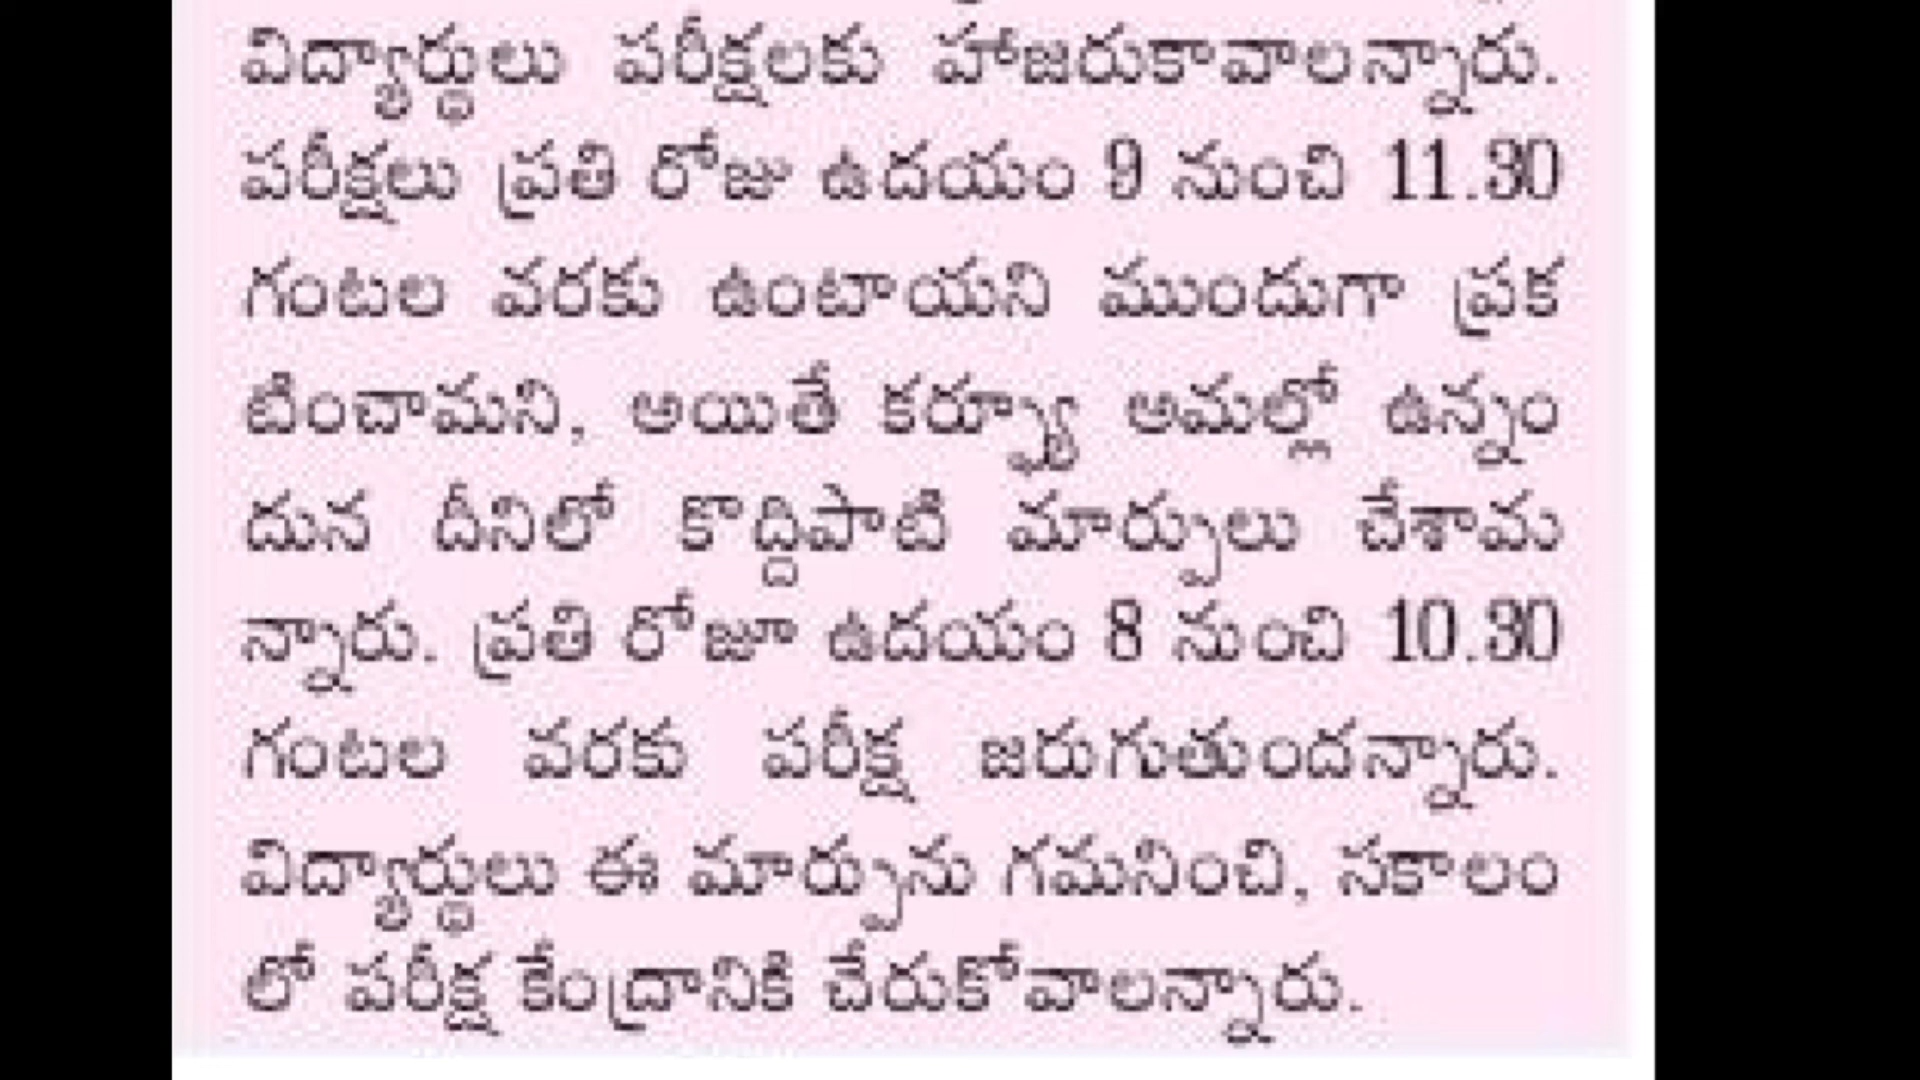 విద్యార్థులు పరీక్షలకు హాజరుకావాలన్నారు.
పరీక్షలు ప్రతి రోజు ఉదయం 9 నుంచి 11.30
గంటల వరకు ఉంటాయని ముందుగా ప్రక
టించామని, అయితే కర్ఫ్యూ అమల్లో ఉన్నం
దున దీనిలో కొద్దిపాటి మార్పులు చేశామ
న్నారు. ప్రతి రోజూ ఉదయం 8 నుంచి 10.30
గంటల వరకు పరీక్ష జరుగుతుందన్నారు.
విద్యార్థులు ఈ మార్పును గమనించి, సకాలం
లో పరీక్ష కేంద్రానికి చేరుకోవాలన్నారు.